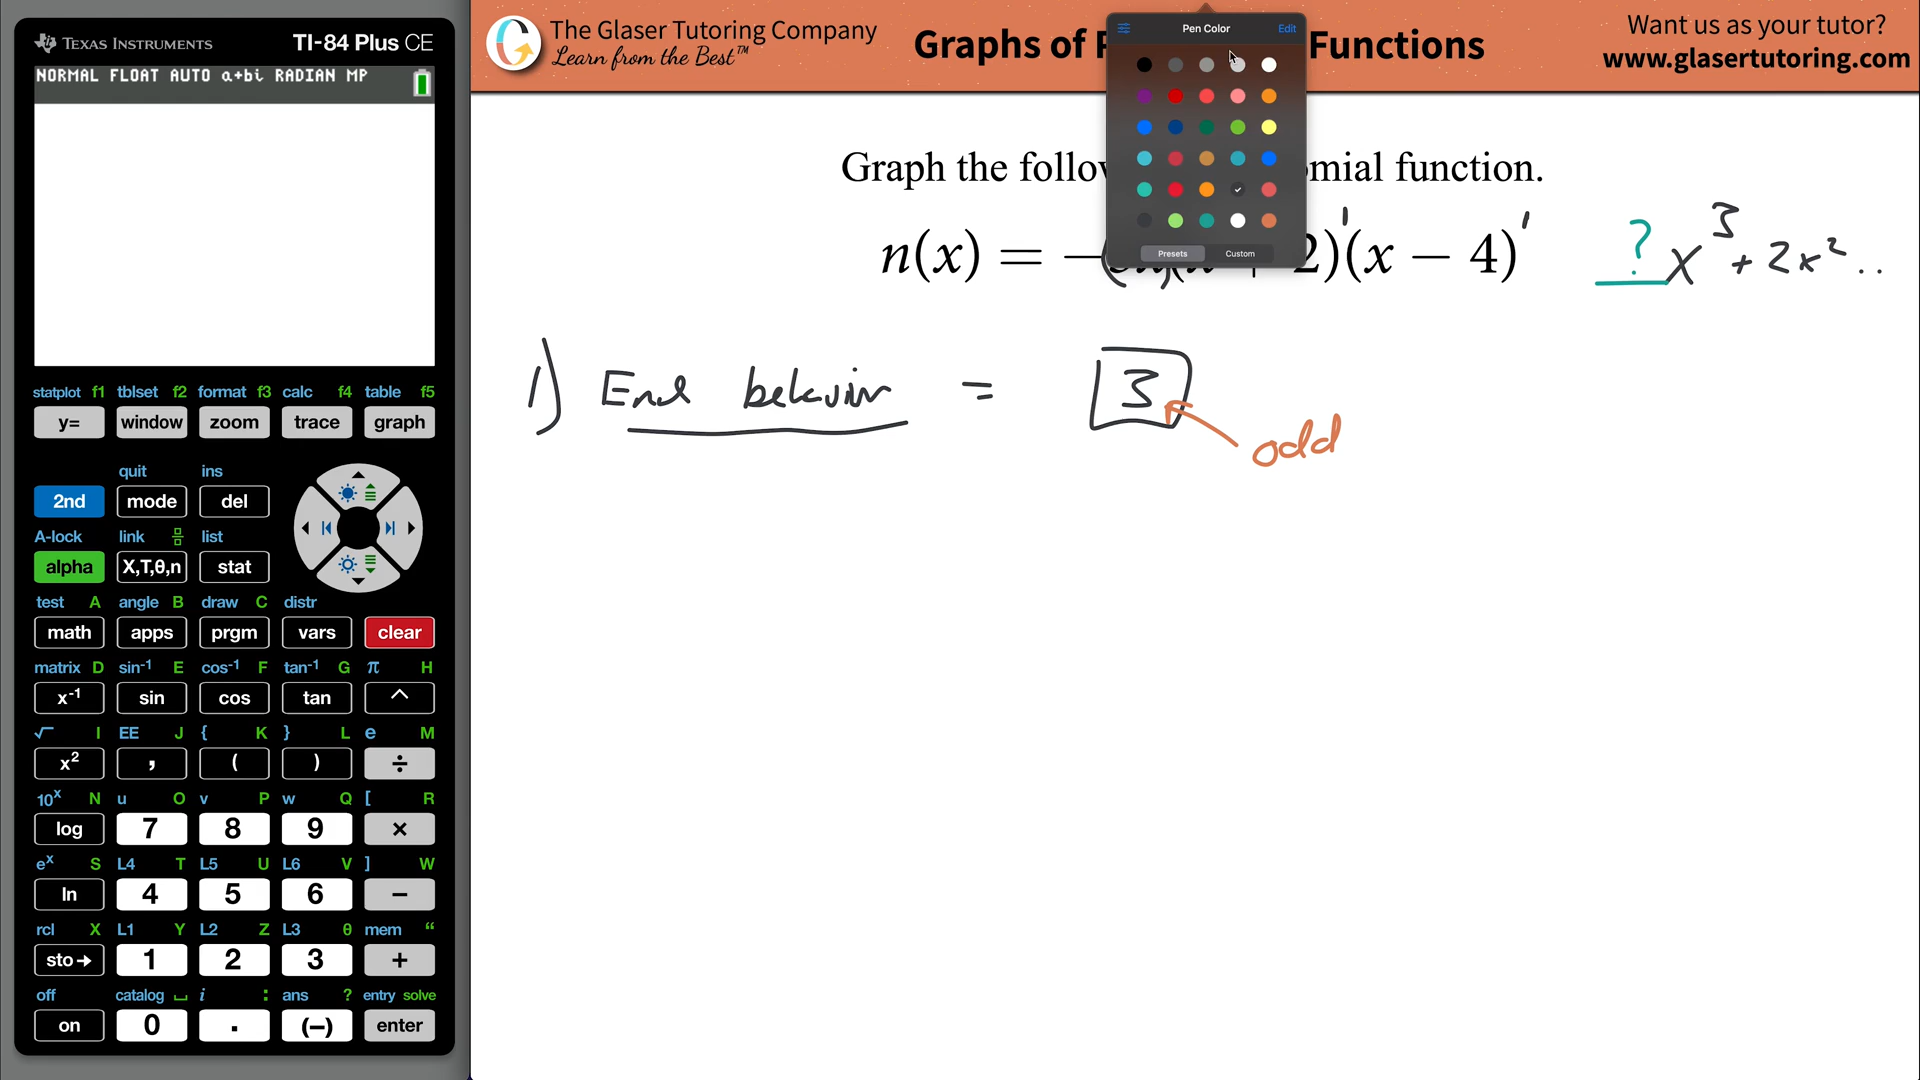 TEXAS INSTRUMENTS TI-84 Plus CE
NORMAL FLOAT AUTO a+bi RADIAN MP
statplot f1 tblset f2 format f3 calc f4 table f5
y= window zoom trace graph
quit ins
2nd mode del
A-lock link list
alpha X,T,θ,n stat
test A angle B draw C distr
math apps prgm vars clear
matrix D sin⁻¹ E cos⁻¹ F tan⁻¹ G π H
x⁻¹ sin cos tan ^
√ I EE J { K } L e M
x² , ( ) ÷
10ˣ N u O v P w Q [ R
log 7 8 9 ×
eˣ S L4 T L5 U L6 V ] W
ln 4 5 6 −
rcl X L1 Y L2 Z L3 θ mem “
sto→ 1 2 3 +
off catalog ⎵ i : ans ? entry solve
on 0 . (−) enter
The Glaser Tutoring Company
Learn from the Best™
Graphs of Functions
Want us as your tutor?
www.glasertutoring.com
Pen Color Edit
Presets Custom
Graph the function.
n(x) = − 2)¹(x − 4)¹
? x³ + 2x² ..
1) End behavior = 3
odd